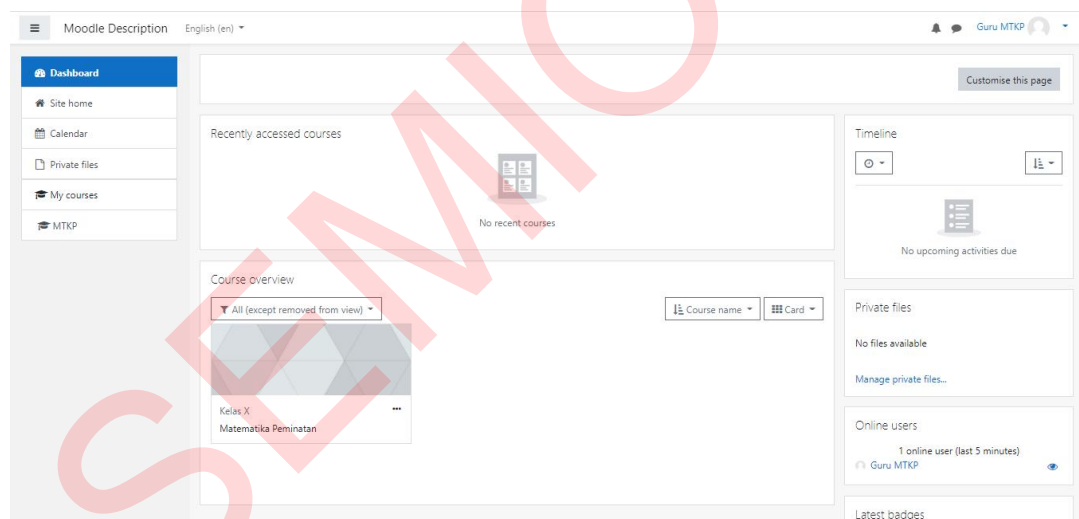 Moodle Description English (en)
Guru MTKP
Dashboard
Site home
Calendar
Private files
My courses
MTKP
Customise this page
Recently accessed courses
No recent courses
Course overview
All (except removed from view)
Course name
Card
Kelas X
...
Matematika Peminatan
Timeline
No upcoming activities due
Private files
No files available
Manage private files...
Online users
1 online user (last 5 minutes)
Guru MTKP
Latest badges
SEMIO